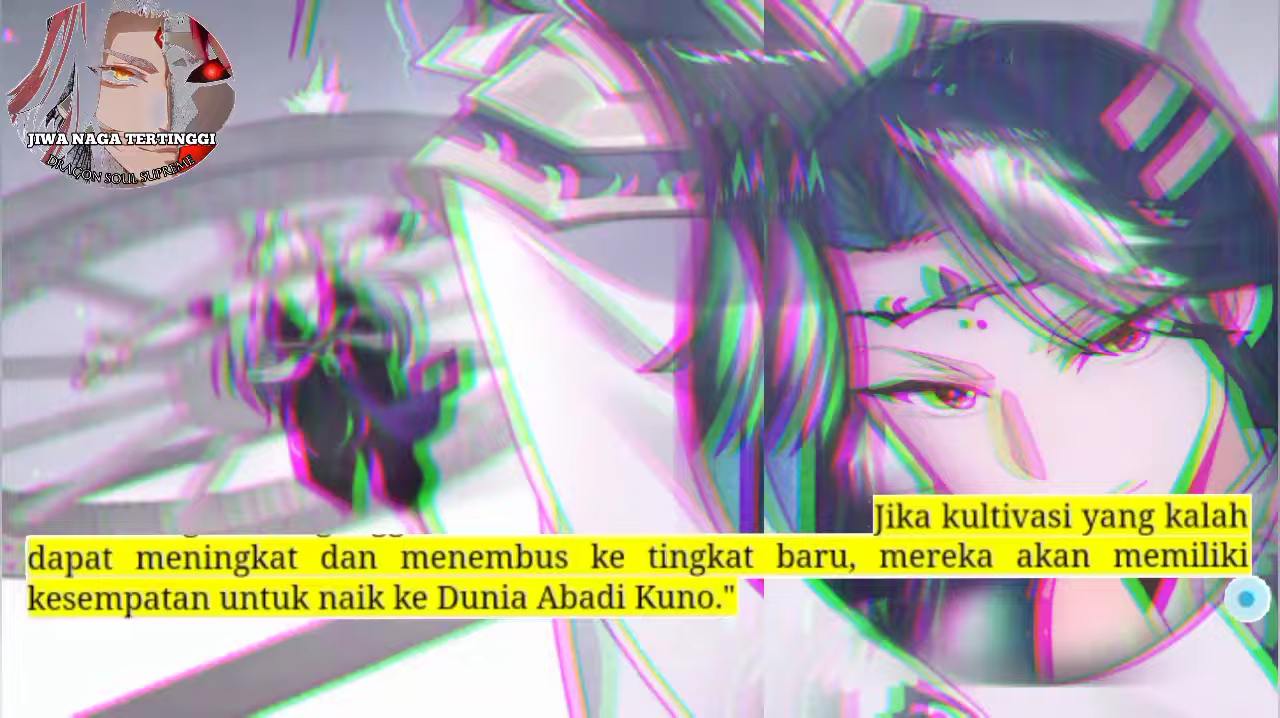 JIWA NAGA TERTINGGI
DRAGON SOUL SUPREME
Jika kultivasi yang kalah
dapat meningkat dan menembus ke tingkat baru, mereka akan memiliki
kesempatan untuk naik ke Dunia Abadi Kuno."